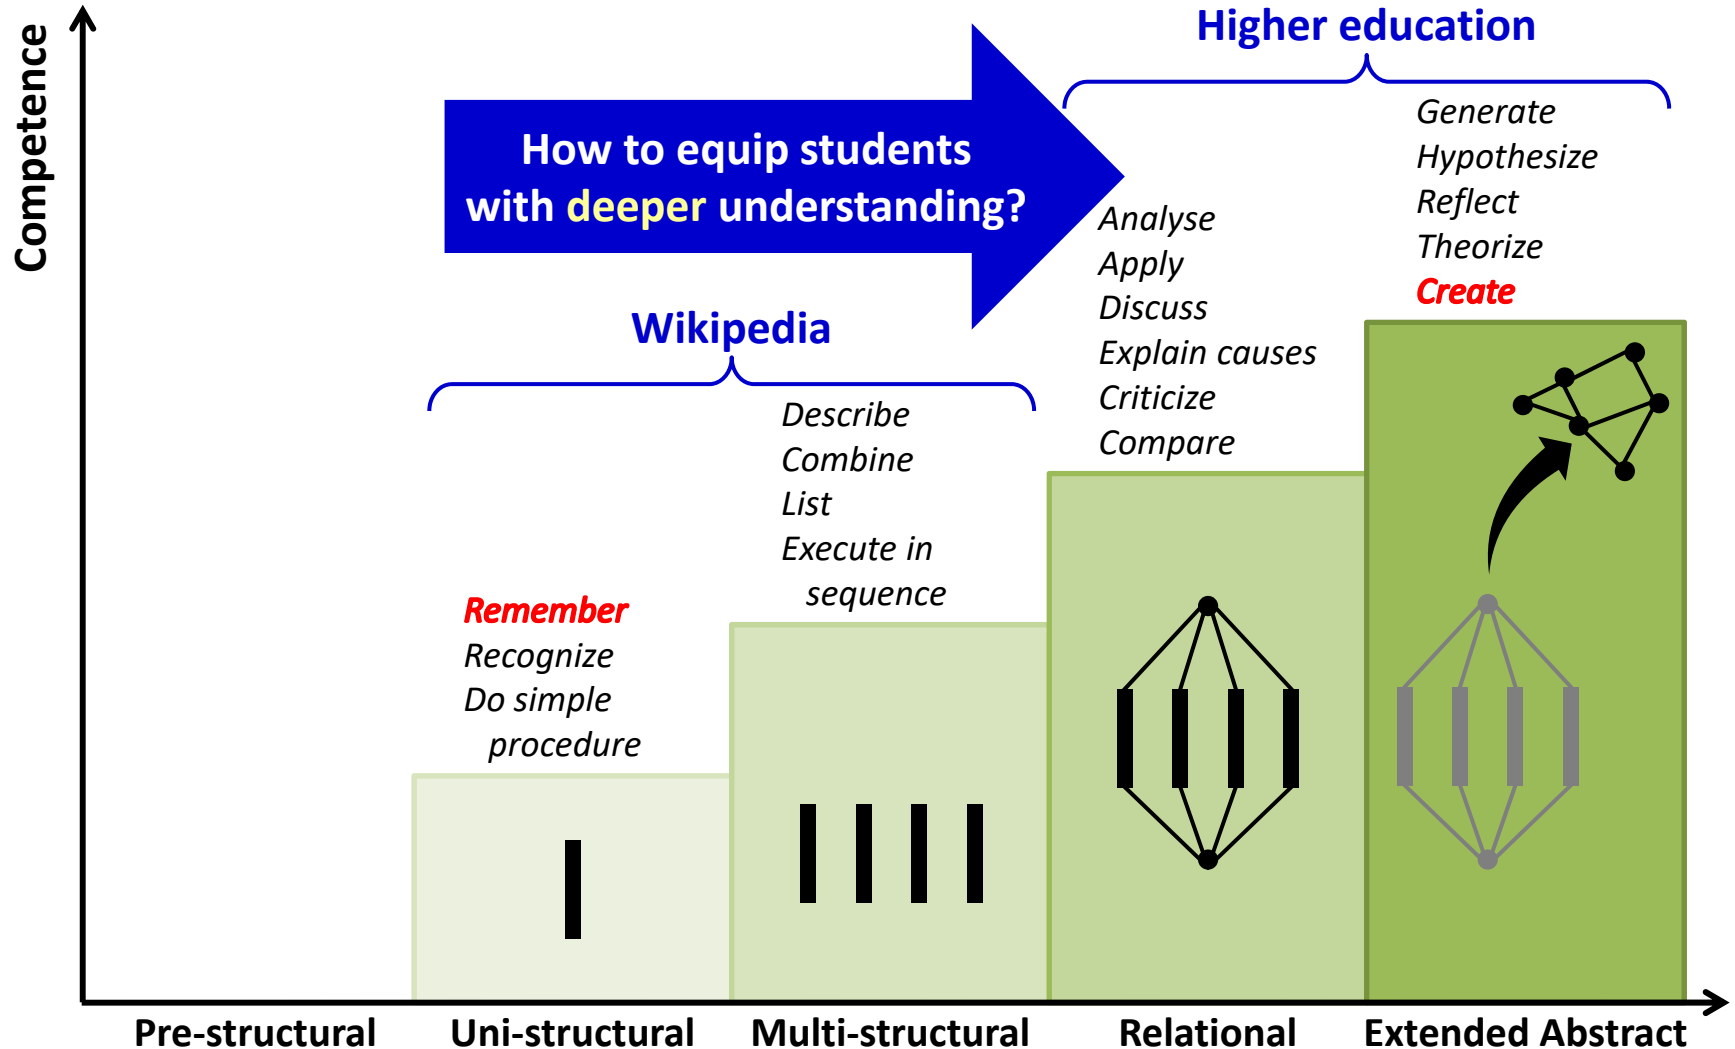 Competence
Higher education
How to equip students
with deeper understanding?
Wikipedia
Remember
Recognize
Do simple
procedure
Describe
Combine
List
Execute in
sequence
Analyse
Apply
Discuss
Explain causes
Criticize
Compare
Generate
Hypothesize
Reflect
Theorize
Create
Pre-structural
Uni-structural
Multi-structural
Relational
Extended Abstract